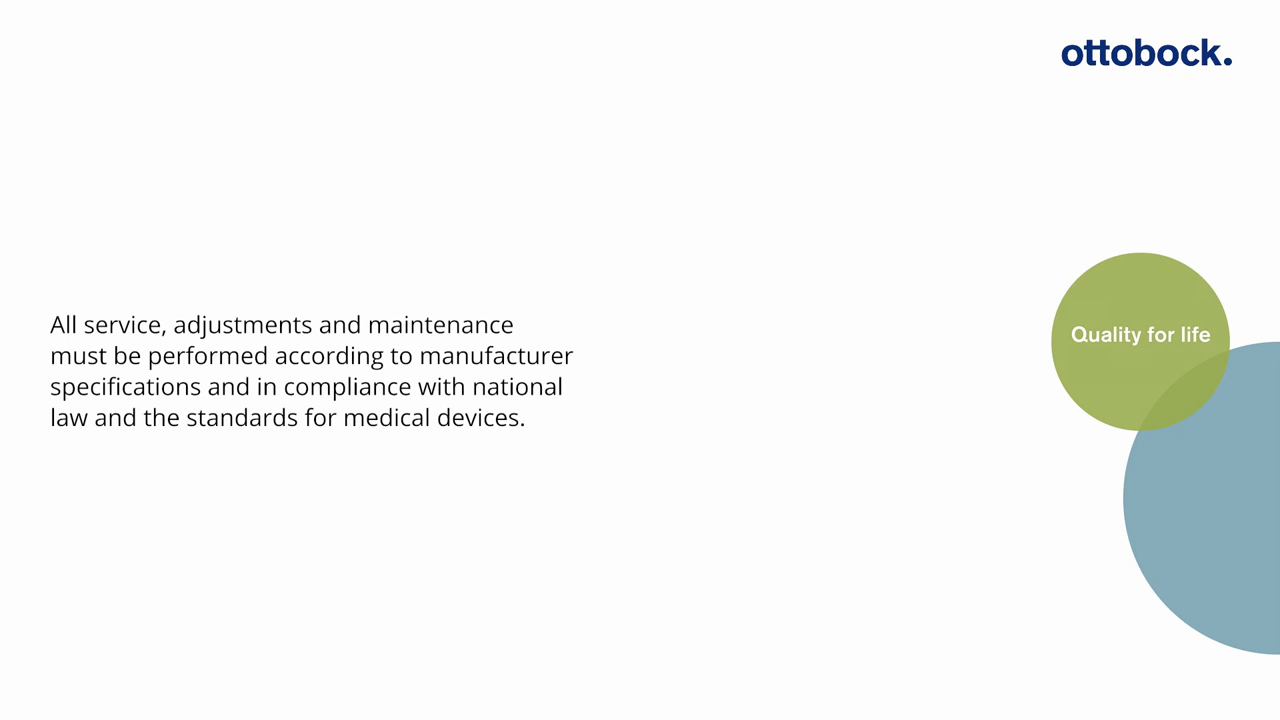 ottobock.
All service, adjustments and maintenance
must be performed according to manufacturer
specifications and in compliance with national
law and the standards for medical devices.
Quality for life